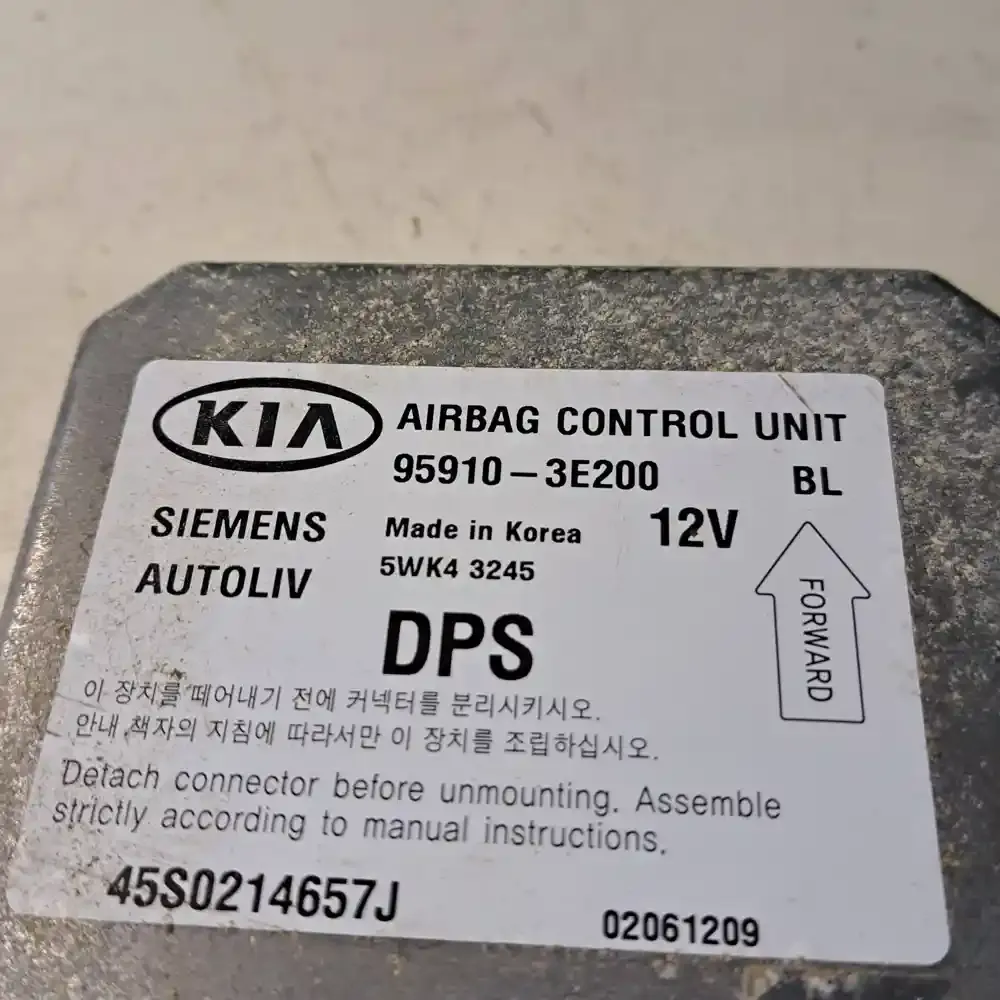 KIA AIRBAG CONTROL UNIT
95910-3E200 BL
SIEMENS Made in Korea 12V
AUTOLIV 5WK4 3245
FORWARD
DPS
이 장치를 떼어내기 전에 커넥터를 분리시키시오.
안내 책자의 지침에 따라서만 이 장치를 조립하십시오.
Detach connector before unmounting. Assemble
strictly according to manual instructions.
45S0214657J 02061209